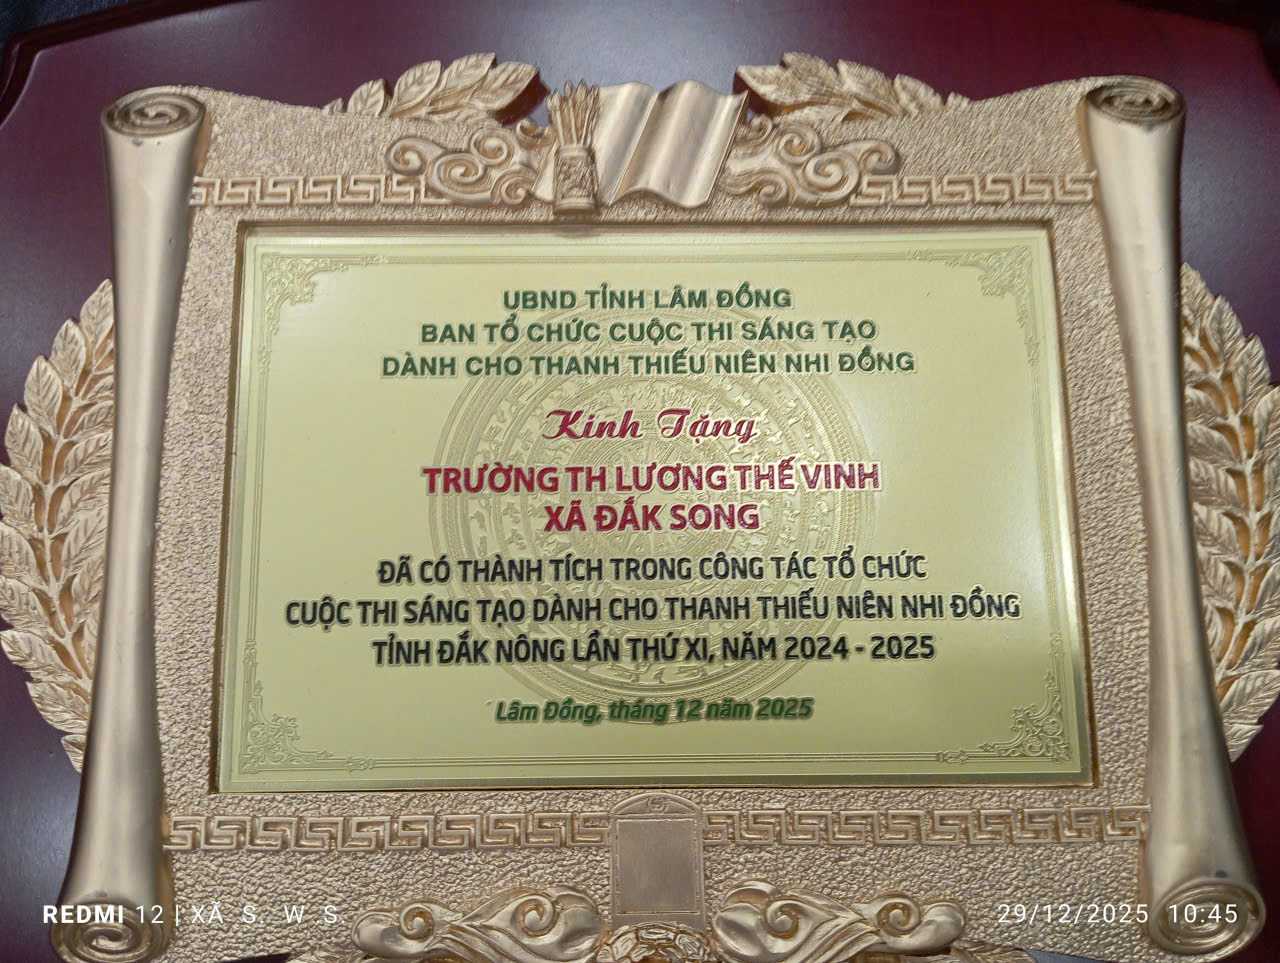 UBND TỈNH LÂM ĐỒNG
BAN TỔ CHỨC CUỘC THI SÁNG TẠO
DÀNH CHO THANH THIẾU NIÊN NHI ĐỒNG
Kính Tặng
TRƯỜNG TH LƯƠNG THẾ VINH
XÃ ĐẮK SONG
ĐÃ CÓ THÀNH TÍCH TRONG CÔNG TÁC TỔ CHỨC
CUỘC THI SÁNG TẠO DÀNH CHO THANH THIẾU NIÊN NHI ĐỒNG
TỈNH ĐẮK NÔNG LẦN THỨ XI, NĂM 2024 - 2025
Lâm Đồng, tháng 12 năm 2025
REDMI 12 | XÃ S. W.S
29/12/2025 10:45